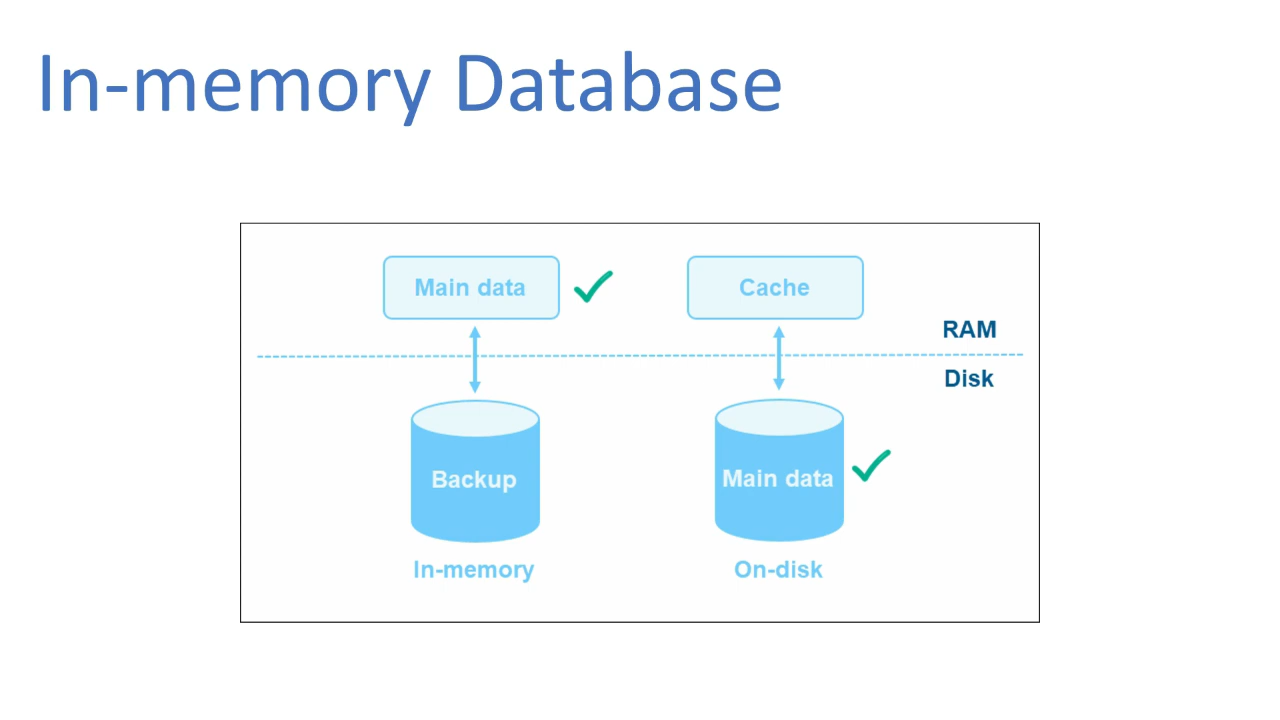 In-memory Database
Main data
Cache
RAM
Disk
Backup
Main data
In-memory
On-disk